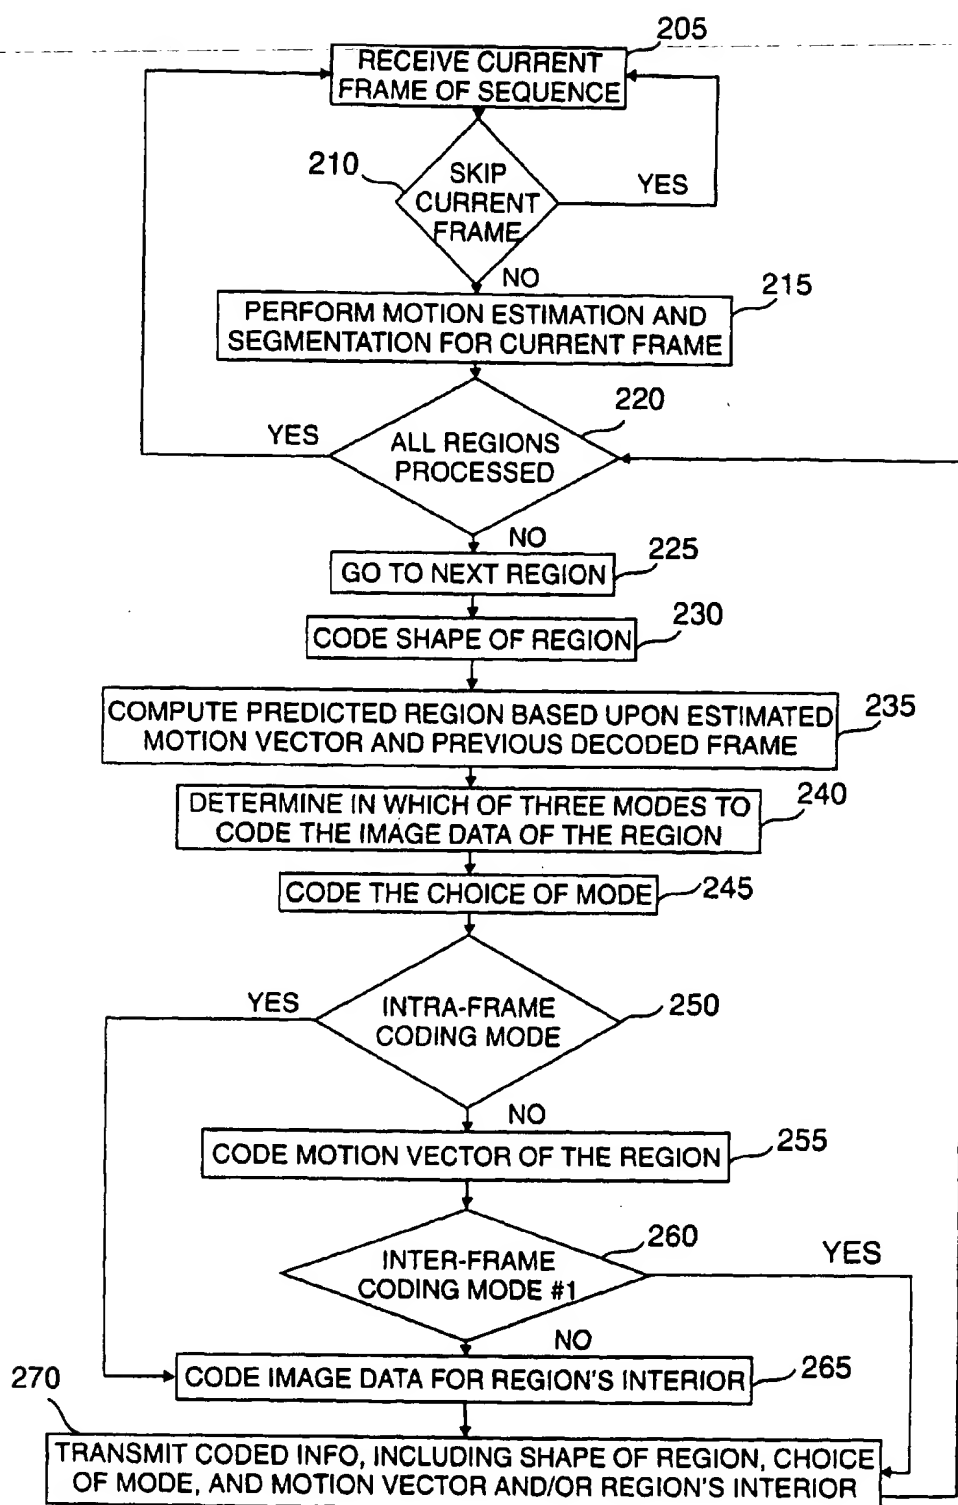 205
RECEIVE CURRENT
FRAME OF SEQUENCE
210
SKIP
CURRENT
FRAME
YES
NO
215
PERFORM MOTION ESTIMATION AND
SEGMENTATION FOR CURRENT FRAME
220
YES
ALL REGIONS
PROCESSED
NO
225
GO TO NEXT REGION
230
CODE SHAPE OF REGION
235
COMPUTE PREDICTED REGION BASED UPON ESTIMATED
MOTION VECTOR AND PREVIOUS DECODED FRAME
240
DETERMINE IN WHICH OF THREE MODES TO
CODE THE IMAGE DATA OF THE REGION
245
CODE THE CHOICE OF MODE
YES
INTRA-FRAME
CODING MODE
250
NO
255
CODE MOTION VECTOR OF THE REGION
260
INTER-FRAME
CODING MODE #1
YES
NO
265
CODE IMAGE DATA FOR REGION'S INTERIOR
270
TRANSMIT CODED INFO, INCLUDING SHAPE OF REGION, CHOICE
OF MODE, AND MOTION VECTOR AND/OR REGION'S INTERIOR